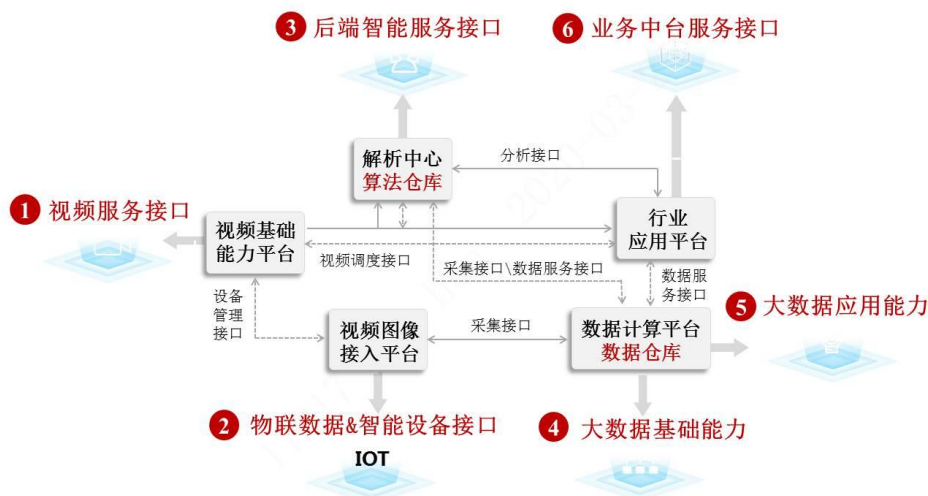 3 后端智能服务接口
6 业务中台服务接口
解析中心
算法仓库
分析接口
1 视频服务接口
视频基础
能力平台
行业
应用平台
视频调度接口
采集接口\数据服务接口
数据服
务接口
设备
管理
接口
视频图像
接入平台
采集接口
数据计算平台
数据仓库
5 大数据应用能力
2 物联数据&智能设备接口
IOT
4 大数据基础能力